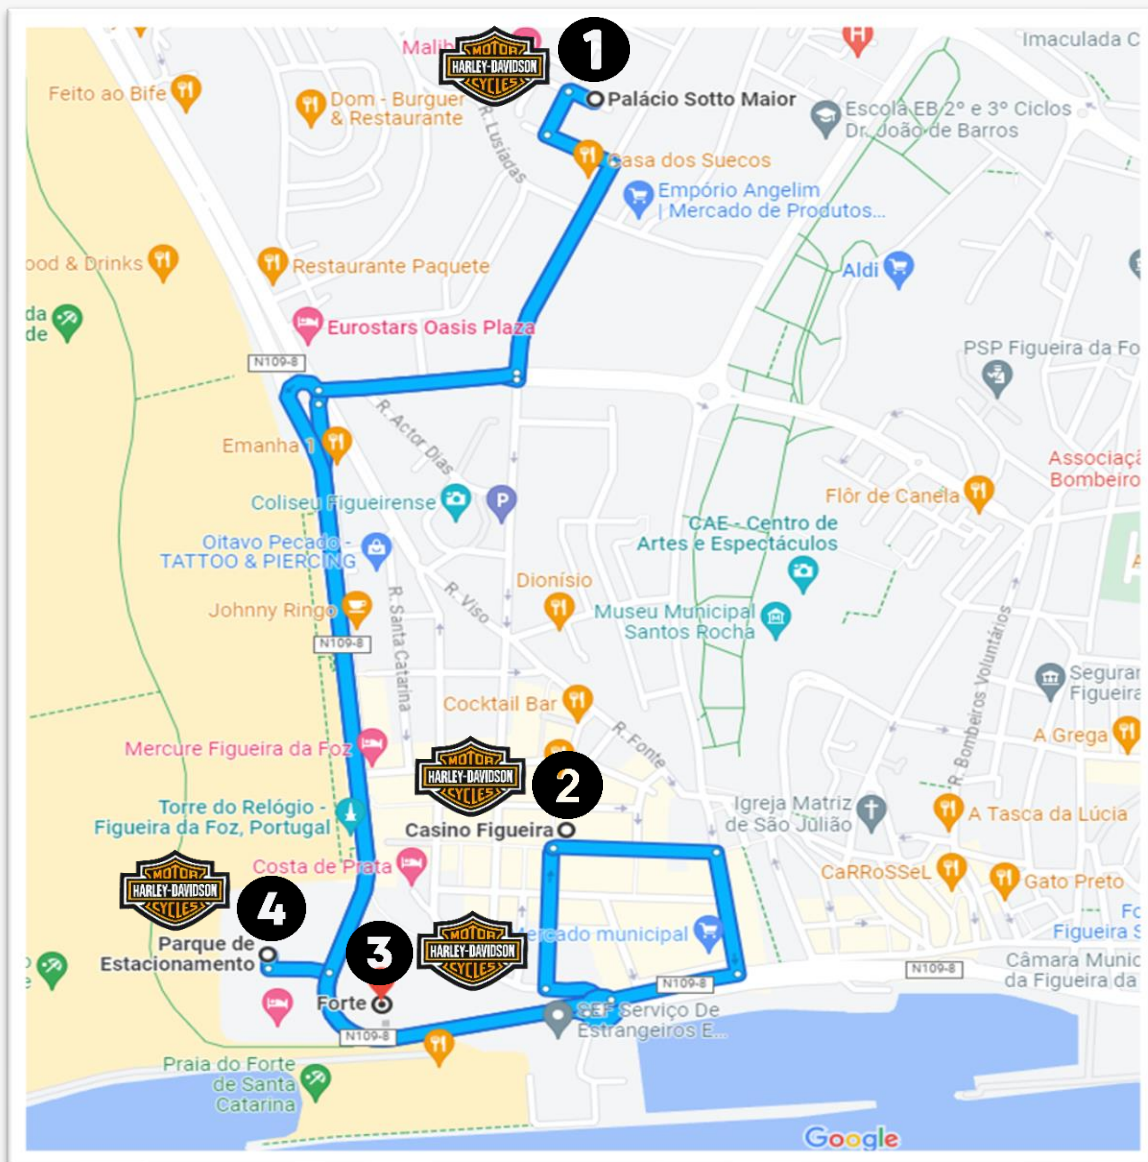 Imaculada C
MOTOR
HARLEY-DAVIDSON
CYCLES
1
Palácio Sotto Maior
Feito ao Bife
Dom - Burguer
& Restaurante
R. Lusíadas
Escola EB 2º e 3º Ciclos
Dr. João de Barros
Casa dos Suecos
Empório Angelim
| Mercado de Produtos...
ood & Drinks
Restaurante Paquete
Aldi
da
de
Eurostars Oasis Plaza
PSP Figueira da Fo
N109-8
R. Actor Dias
Emanha 1
Associaçã
Bombeiro
Coliseu Figueirense
P
Flôr de Canela
CAE - Centro de
Artes e Espectáculos
Oitavo Pecado -
TATTOO & PIERCING
Dionísio
Johnny Ringo
R. Santa Catarina
R. Viso
Museu Municipal
Santos Rocha
N109-8
R. Bombeiros Voluntários
Segurar
Figueira
Cocktail Bar
R. Fonte
A Grega
Mercure Figueira da Foz
MOTOR
HARLEY-DAVIDSON
CYCLES
2
Torre do Relógio -
Figueira da Foz, Portugal
Casino Figueira
Igreja Matriz
de São Julião
A Tasca da Lúcia
Costa de Prata
CaRRoSSeL
Gato Preto
MOTOR
HARLEY-DAVIDSON
CYCLES
4
Parque de
Estacionamento
3
MOTOR
HARLEY-DAVIDSON
CYCLES
Mercado municipal
Fo
Figueira S
Câmara Munic
da Figueira da
N109-8
N109-8
Forte
N109-8
SEF Serviço De
Estrangeiros E...
Praia do Forte
de Santa
Catarina
Google